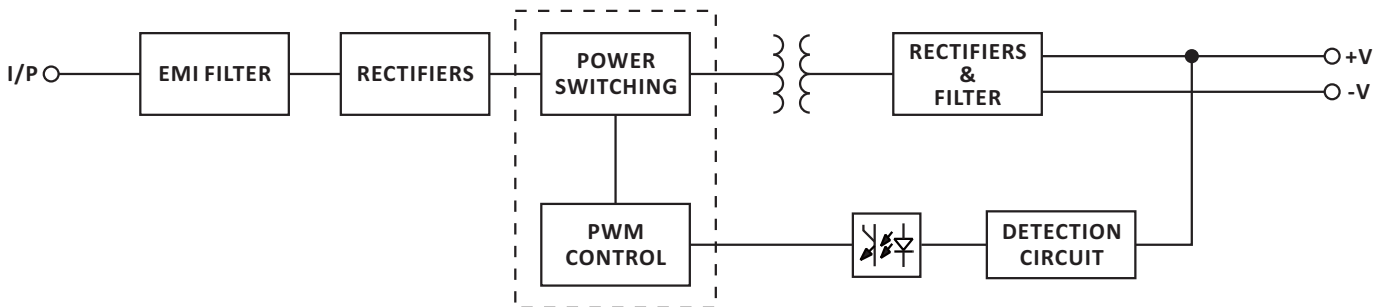 I/P
EMI FILTER
RECTIFIERS
POWER
SWITCHING
RECTIFIERS
&
FILTER
+V
-V
PWM
CONTROL
DETECTION
CIRCUIT